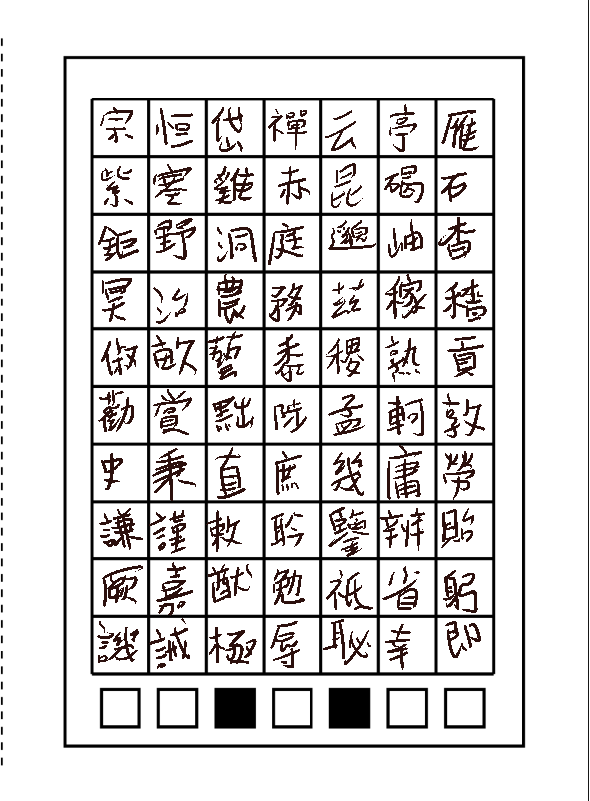 宗恒岱禪云亭雁
紫塞雞赤昆碣石
鉅野洞庭邈岫杳
冥治農務茲稼穡
俶畝藝黍稷熟貢
勸賞黜陟孟軻敦
史秉直庶幾庸勞
謙謹敕聆鑒辨貽
厥嘉猷勉祗省躬
譏誡極辱恥幸即